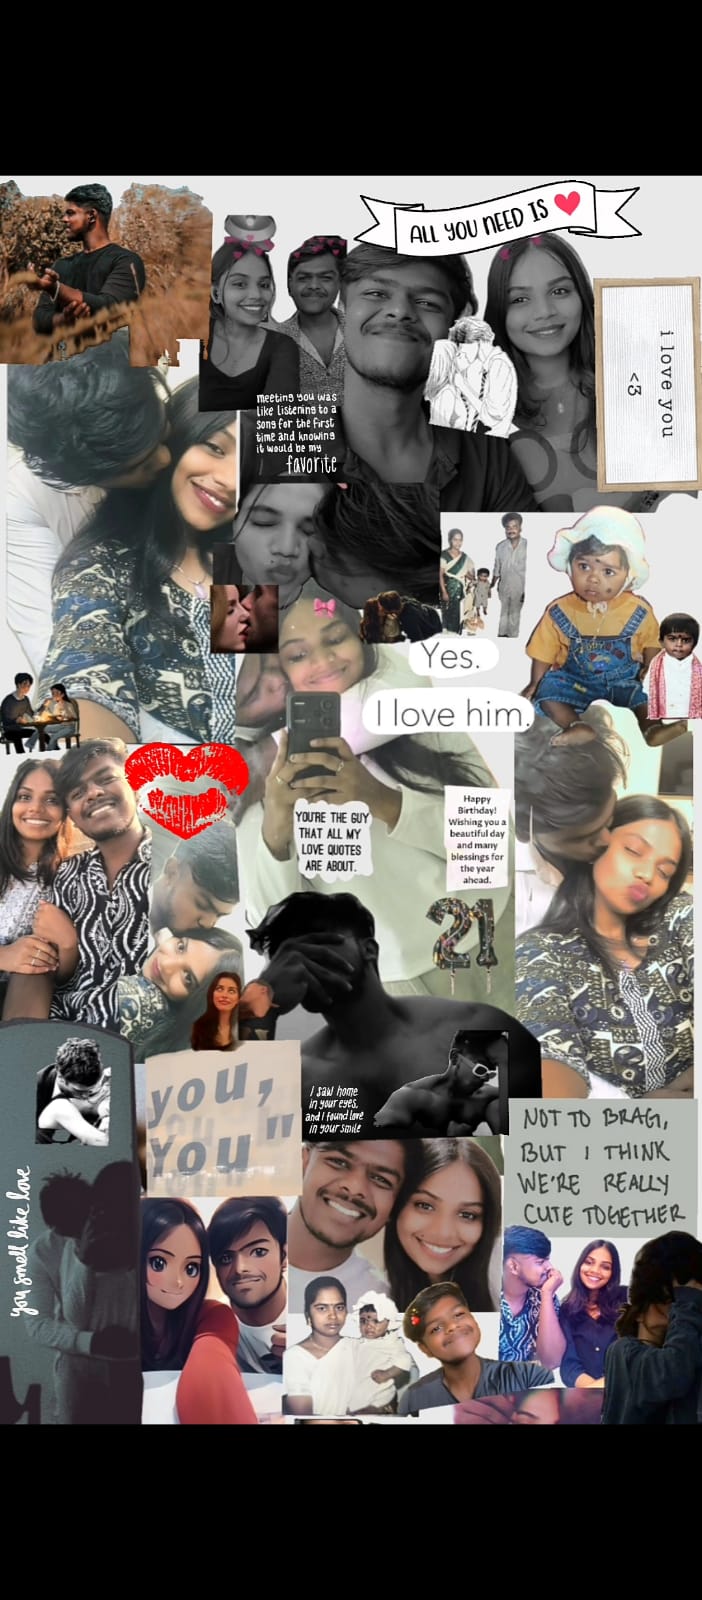 ALL YOU NEED IS
i love you
<3
meeting you was
like listening to a
song for the first
time and knowing
it would be my
favorite
Yes.
I love him.
YOU'RE THE GUY
THAT ALL MY
LOVE QUOTES
ARE ABOUT.
Happy
Birthday!
Wishing you a
beautiful day
and many
blessings for
the year
ahead.
21
I saw home
in your eyes,
and I found love
in your smile
you,
You"
NOT TO BRAG,
BUT I THINK
WE'RE REALLY
CUTE TOGETHER
you smell like love